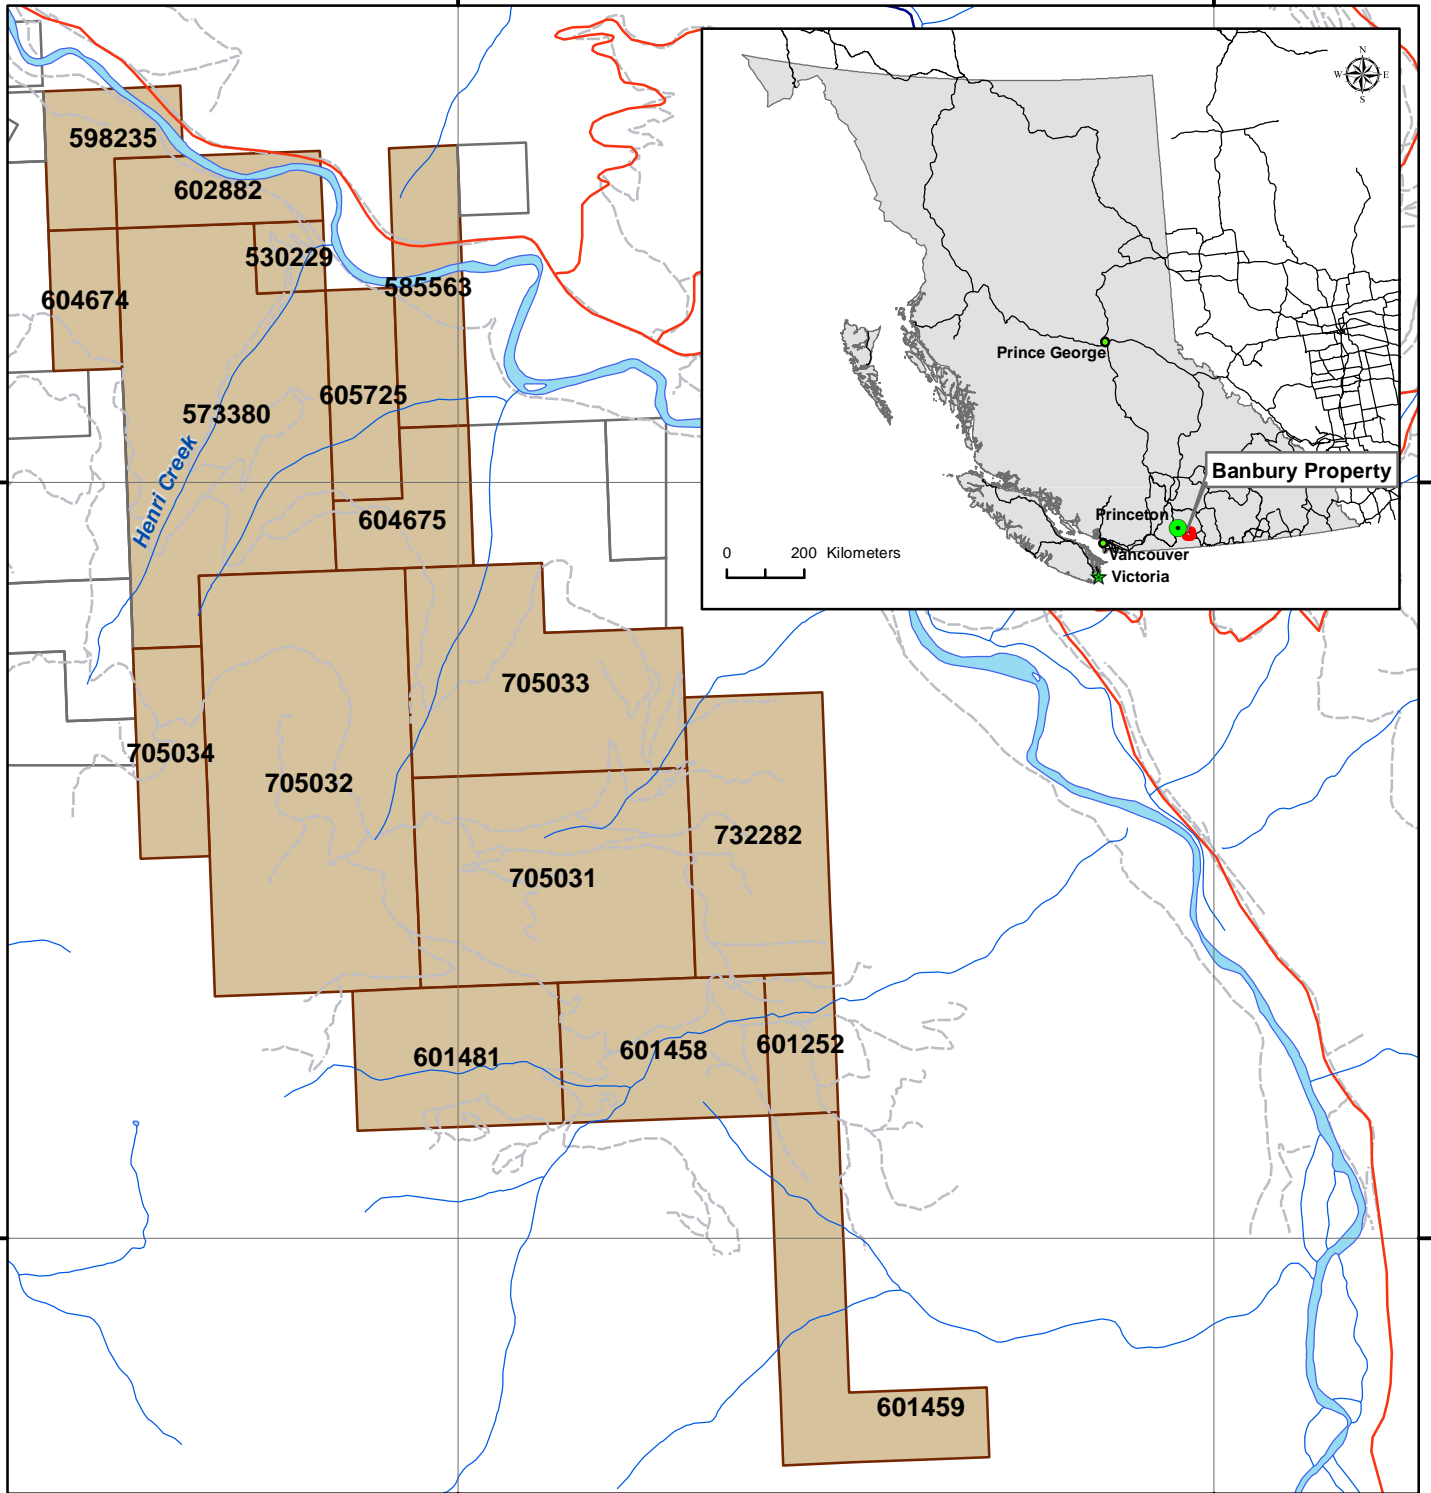 598235
602882
530229
585563
604674
605725
573380
Henri Creek
604675
705033
705034
705032
732282
705031
601481
601458
601252
601459
N
W
E
S
Prince George
Banbury Property
Princeton
Vancouver
Victoria
0 200 Kilometers